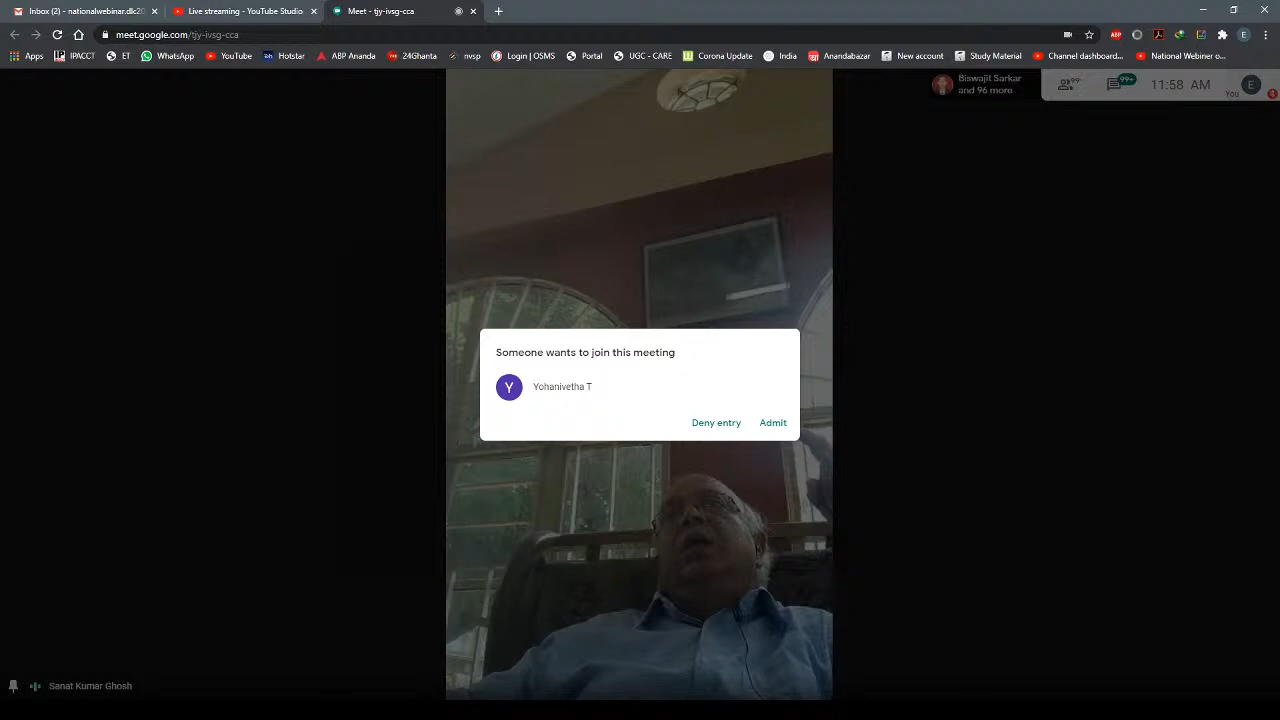 Inbox (2) - nationalwebinar.dlc20
Live streaming - YouTube Studio
Meet - tjy-ivsg-cca
meet.google.com/tjy-ivsg-cca
ABP
E
Apps
IPACCT
ET
WhatsApp
YouTube
Hotstar
ABP Ananda
24Ghanta
nvsp
Login | OSMS
Portal
UGC - CARE
Corona Update
India
Anandabazar
New account
Study Material
Channel dashboard...
National Webiner o...
Biswajit Sarkar
and 96 more
99+
99+
11:58 AM
You
E
Someone wants to join this meeting
Y
Yohanivetha T
Deny entry
Admit
Sanat Kumar Ghosh